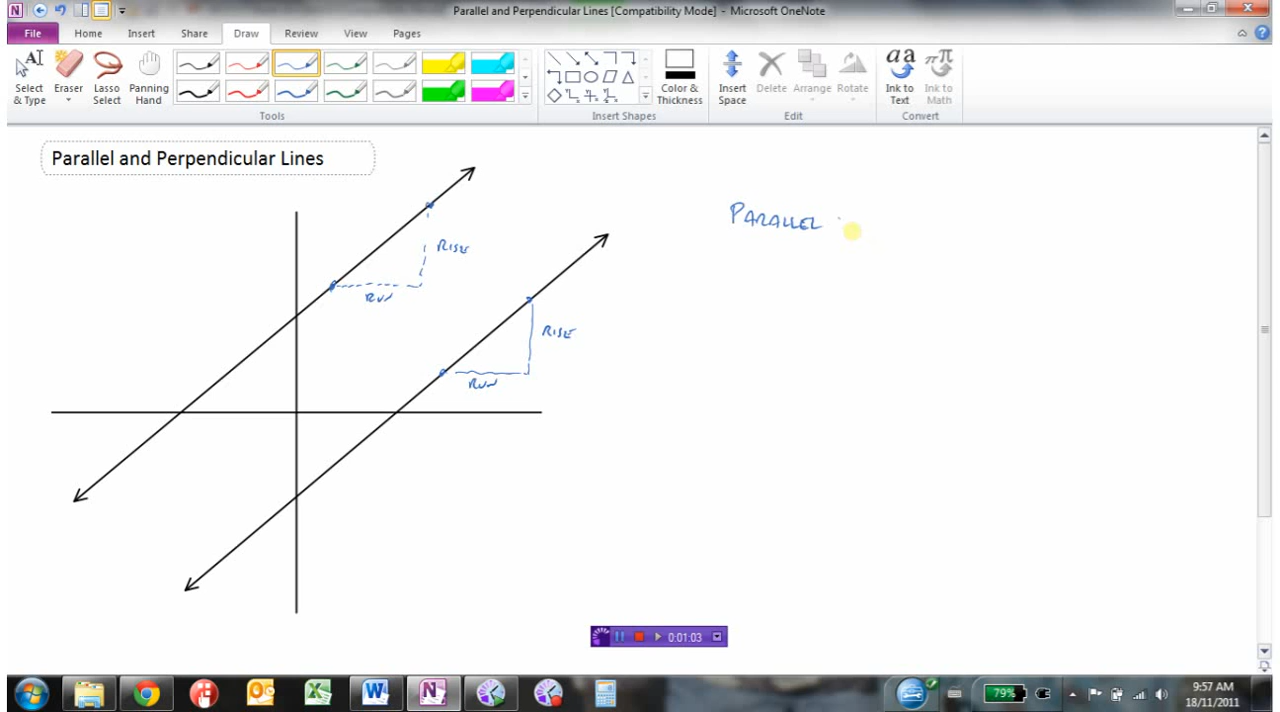 Parallel and Perpendicular Lines [Compatibility Mode] - Microsoft OneNote
File Home Insert Share Draw Review View Pages
Select & Type
Eraser
Lasso Select
Panning Hand
Color & Thickness
Insert Space
Delete
Arrange
Rotate
Ink to Text
Ink to Math
Tools
Insert Shapes
Edit
Convert
Parallel and Perpendicular Lines
PARALLEL
RISE
RUN
RISE
RUN
0:01:03
79%
9:57 AM
18/11/2011